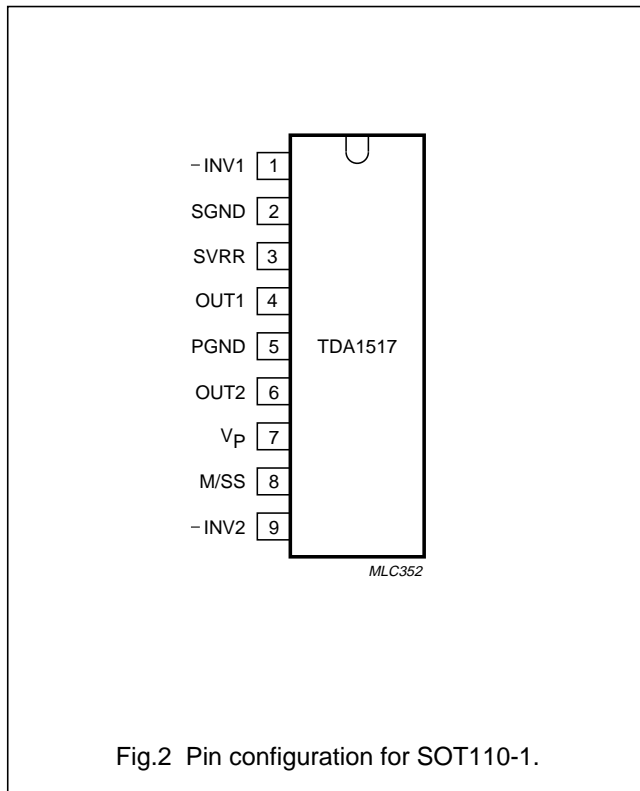 −INV1 1
SGND 2
SVRR 3
OUT1 4
PGND 5 TDA1517
OUT2 6
VP 7
M/SS 8
−INV2 9
MLC352
Fig.2 Pin configuration for SOT110-1.